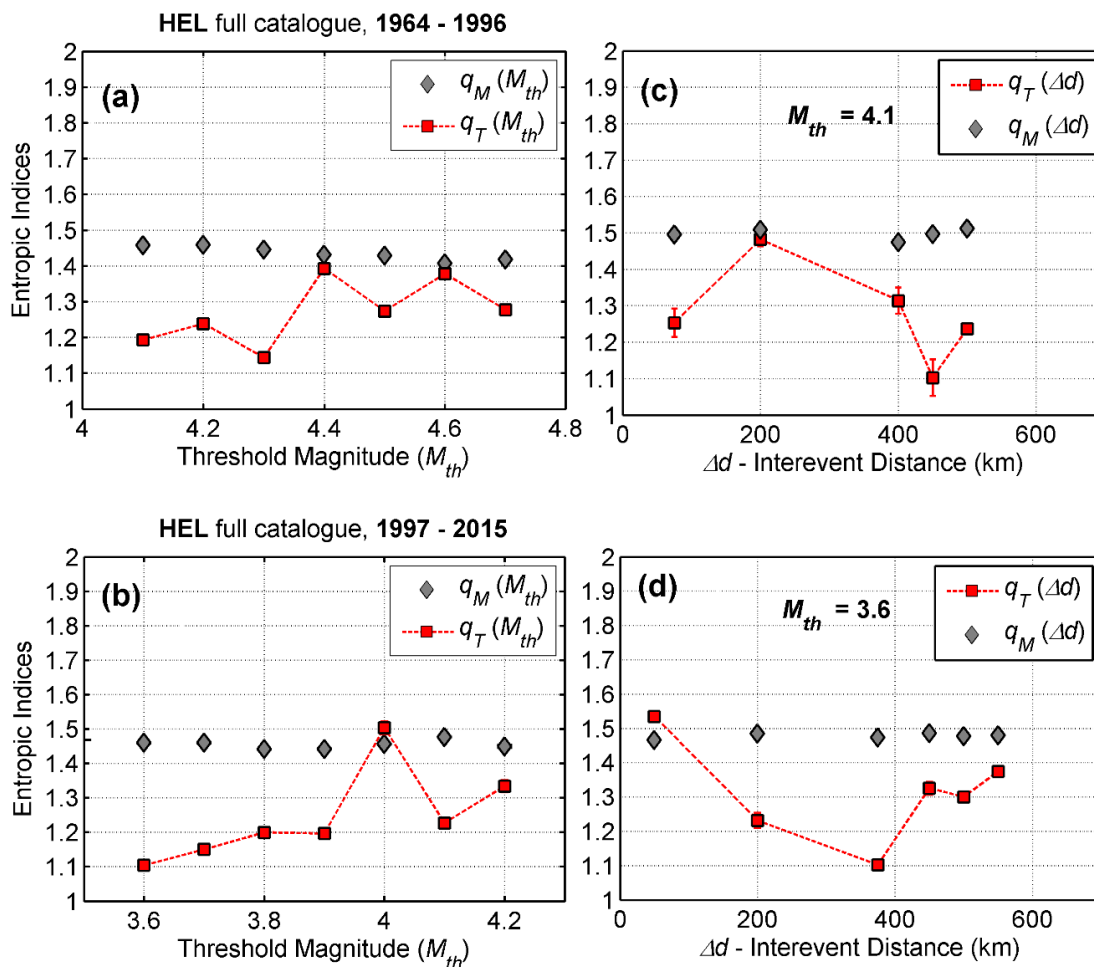 HEL full catalogue, 1964 - 1996
(a)
q_M (M_th)
q_T (M_th)
Entropic Indices
2
1.9
1.8
1.7
1.6
1.5
1.4
1.3
1.2
1.1
1
4 4.2 4.4 4.6 4.8
Threshold Magnitude (M_th)
(c)
M_th = 4.1
q_T (Δd)
q_M (Δd)
2
1.9
1.8
1.7
1.6
1.5
1.4
1.3
1.2
1.1
1
0 200 400 600
Δd - Interevent Distance (km)
HEL full catalogue, 1997 - 2015
(b)
q_M (M_th)
q_T (M_th)
Entropic Indices
2
1.9
1.8
1.7
1.6
1.5
1.4
1.3
1.2
1.1
1
3.6 3.8 4 4.2
Threshold Magnitude (M_th)
(d)
M_th = 3.6
q_T (Δd)
q_M (Δd)
2
1.9
1.8
1.7
1.6
1.5
1.4
1.3
1.2
1.1
1
0 200 400 600
Δd - Interevent Distance (km)